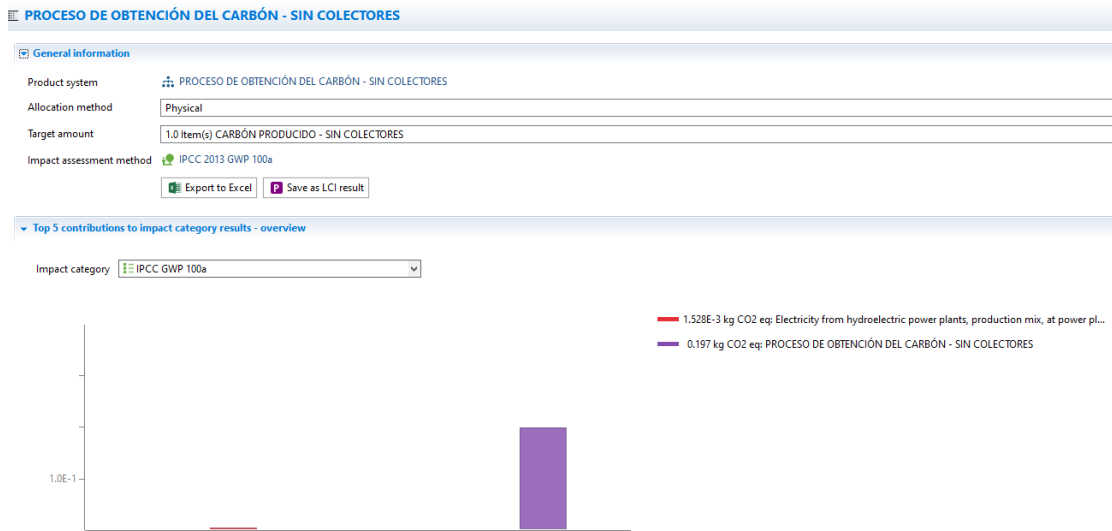 PROCESO DE OBTENCIÓN DEL CARBÓN - SIN COLECTORES
General information
Product system PROCESO DE OBTENCIÓN DEL CARBÓN - SIN COLECTORES
Allocation method Physical
Target amount 1.0 Item(s) CARBÓN PRODUCIDO - SIN COLECTORES
Impact assessment method IPCC 2013 GWP 100a
Export to Excel Save as LCI result
Top 5 contributions to impact category results - overview
Impact category IPCC GWP 100a
1.528E-3 kg CO2 eq: Electricity from hydroelectric power plants, production mix, at power pl...
0.197 kg CO2 eq: PROCESO DE OBTENCIÓN DEL CARBÓN - SIN COLECTORES
1.0E-1